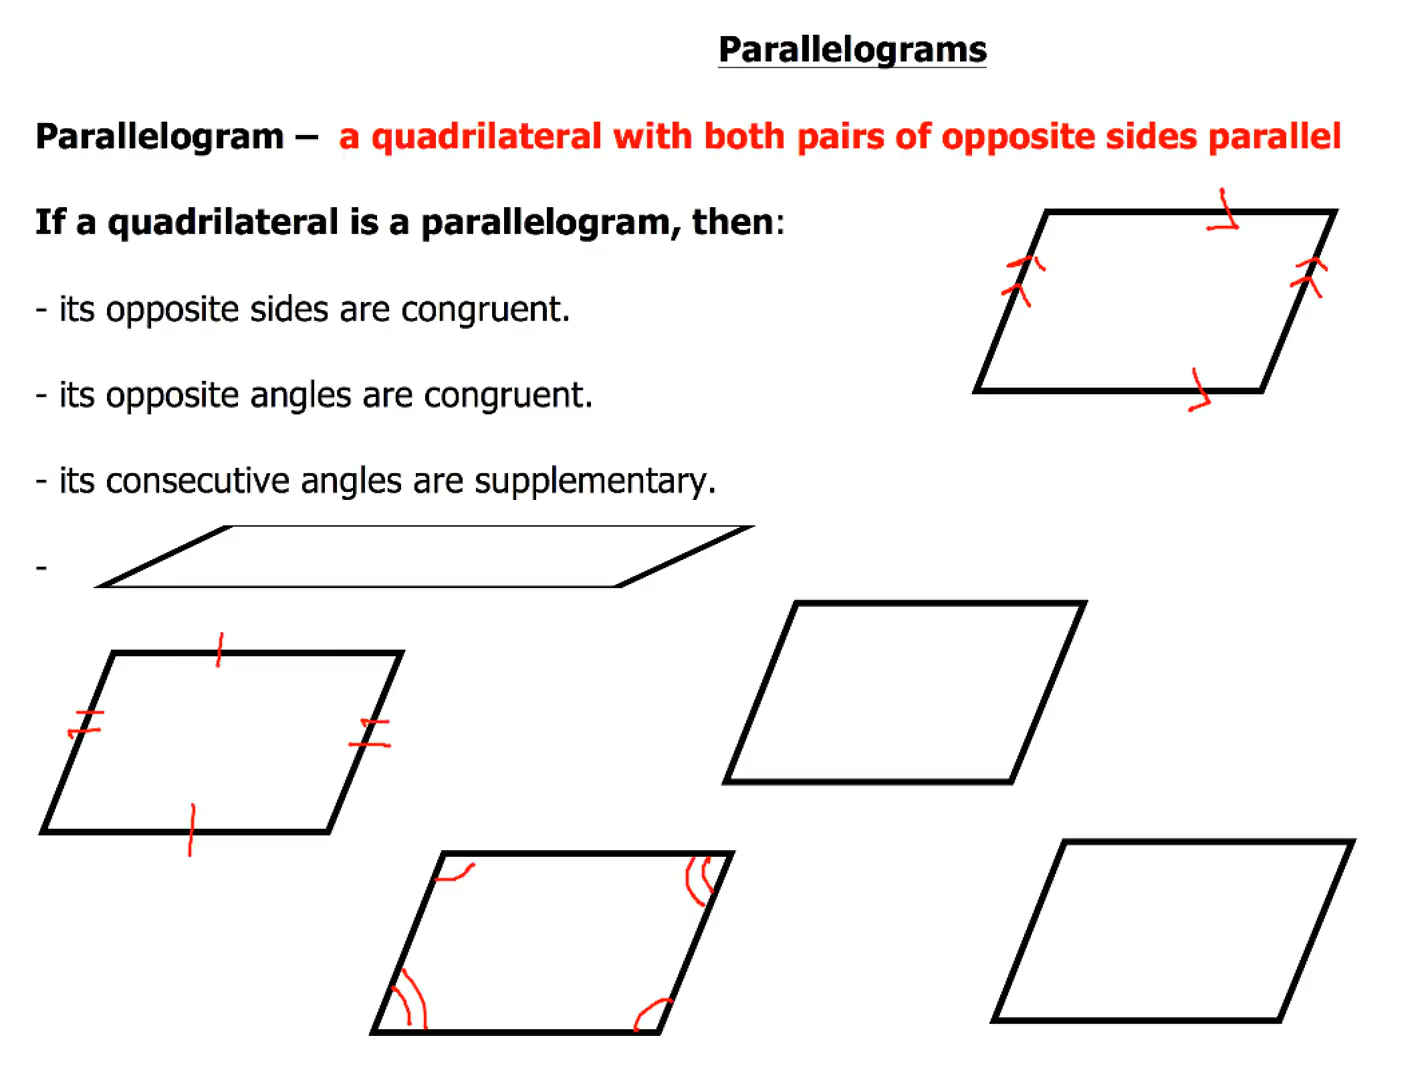 Parallelograms
Parallelogram – a quadrilateral with both pairs of opposite sides parallel
If a quadrilateral is a parallelogram, then:
- its opposite sides are congruent.
- its opposite angles are congruent.
- its consecutive angles are supplementary.
-